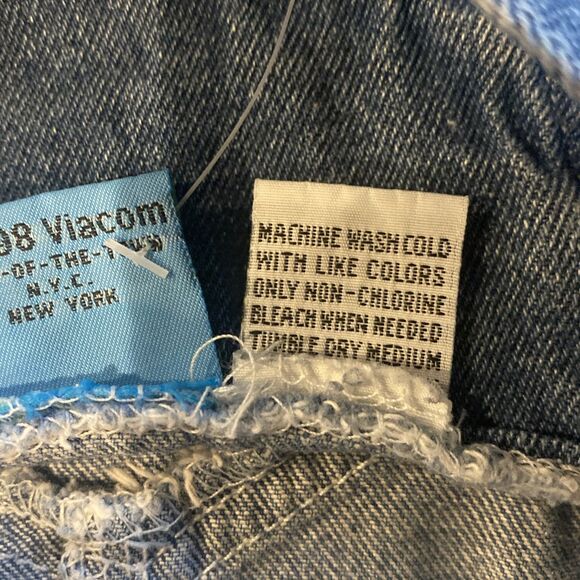 98 Viacom
-OF-THE-
N.Y.C.
NEW YORK
MACHINE WASH COLD
WITH LIKE COLORS
ONLY NON-CHLORINE
BLEACH WHEN NEEDED
TUMBLE DRY MEDIUM